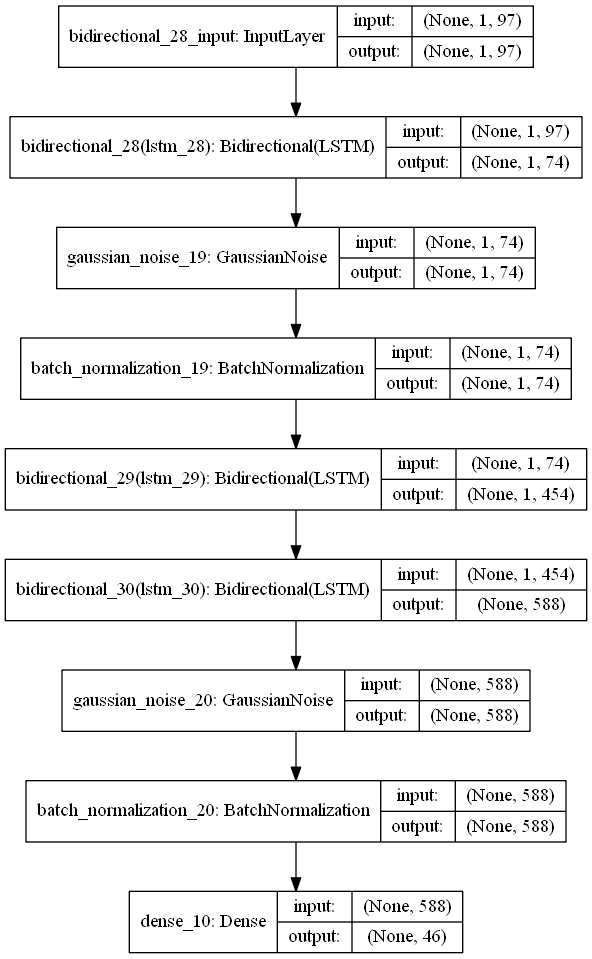 bidirectional_28_input: InputLayer
input: (None, 1, 97)
output: (None, 1, 97)
bidirectional_28(lstm_28): Bidirectional(LSTM)
input: (None, 1, 97)
output: (None, 1, 74)
gaussian_noise_19: GaussianNoise
input: (None, 1, 74)
output: (None, 1, 74)
batch_normalization_19: BatchNormalization
input: (None, 1, 74)
output: (None, 1, 74)
bidirectional_29(lstm_29): Bidirectional(LSTM)
input: (None, 1, 74)
output: (None, 1, 454)
bidirectional_30(lstm_30): Bidirectional(LSTM)
input: (None, 1, 454)
output: (None, 588)
gaussian_noise_20: GaussianNoise
input: (None, 588)
output: (None, 588)
batch_normalization_20: BatchNormalization
input: (None, 588)
output: (None, 588)
dense_10: Dense
input: (None, 588)
output: (None, 46)